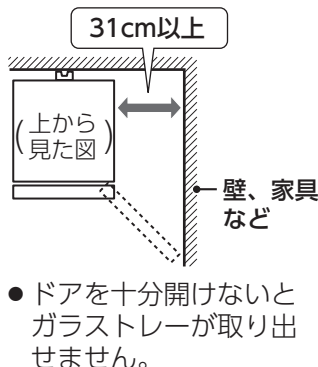 31cm以上
(上から
見た図)
壁、家具
など
● ドアを十分開けないと
ガラストレーが取り出
せません。